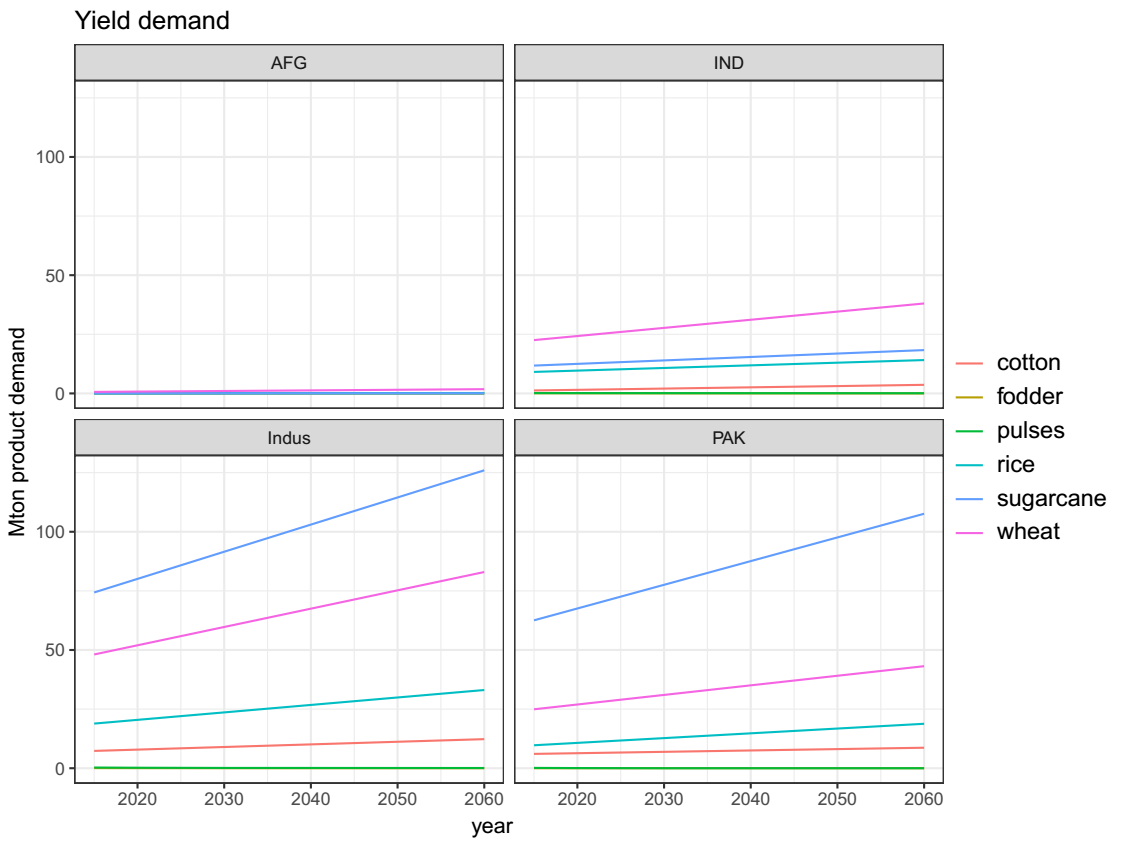 Yield demand
AFG
IND
100
50
0
Mton product demand
Indus
PAK
100
50
0
2020 2030 2040 2050 2060
2020 2030 2040 2050 2060
year
cotton
fodder
pulses
rice
sugarcane
wheat